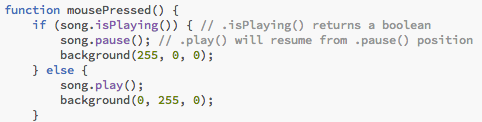 function mousePressed() {
    if (song.isPlaying()) { // .isPlaying() returns a boolean
        song.pause(); // .play() will resume from .pause() position
        background(255, 0, 0);
    } else {
        song.play();
        background(0, 255, 0);
    }